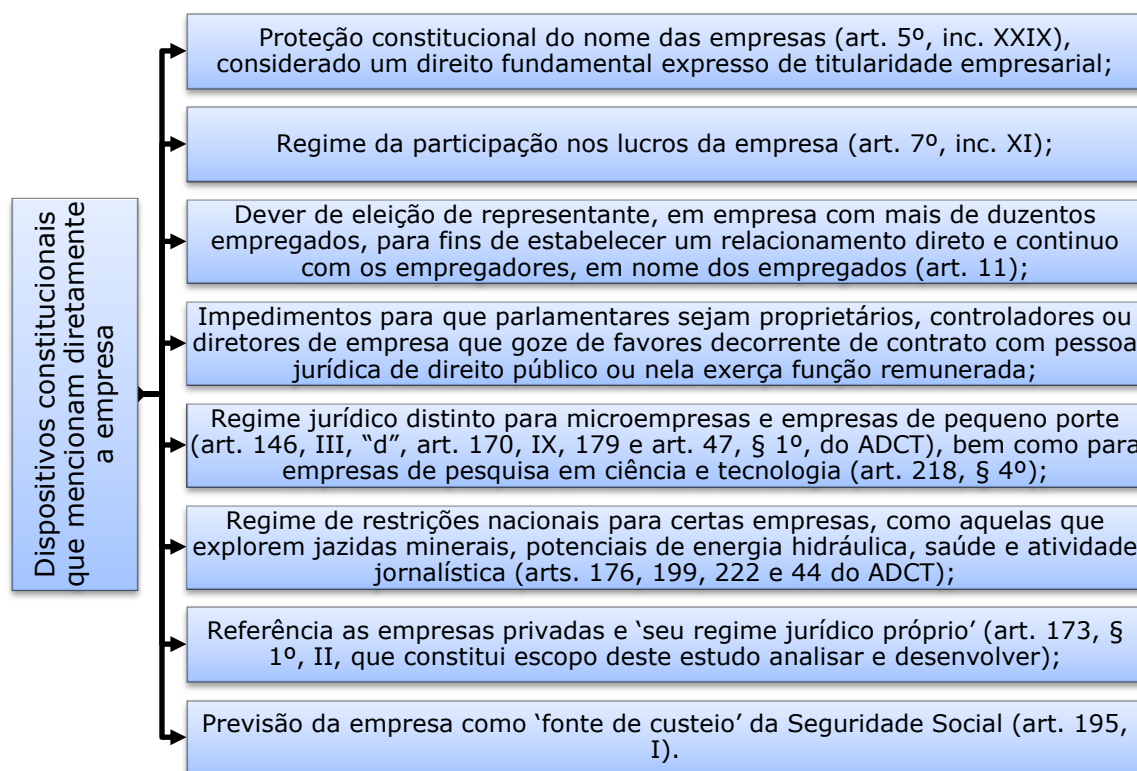 Dispositivos constitucionais
que mencionam diretamente
a empresa
Proteção constitucional do nome das empresas (art. 5º, inc. XXIX),
considerado um direito fundamental expresso de titularidade empresarial;
Regime da participação nos lucros da empresa (art. 7º, inc. XI);
Dever de eleição de representante, em empresa com mais de duzentos
empregados, para fins de estabelecer um relacionamento direto e continuo
com os empregadores, em nome dos empregados (art. 11);
Impedimentos para que parlamentares sejam proprietários, controladores ou
diretores de empresa que goze de favores decorrente de contrato com pessoa
jurídica de direito público ou nela exerça função remunerada;
Regime jurídico distinto para microempresas e empresas de pequeno porte
(art. 146, III, “d”, art. 170, IX, 179 e art. 47, § 1º, do ADCT), bem como para
empresas de pesquisa em ciência e tecnologia (art. 218, § 4º);
Regime de restrições nacionais para certas empresas, como aquelas que
explorem jazidas minerais, potenciais de energia hidráulica, saúde e atividade
jornalística (arts. 176, 199, 222 e 44 do ADCT);
Referência as empresas privadas e ‘seu regime jurídico próprio’ (art. 173, §
1º, II, que constitui escopo deste estudo analisar e desenvolver);
Previsão da empresa como ‘fonte de custeio’ da Seguridade Social (art. 195,
I).